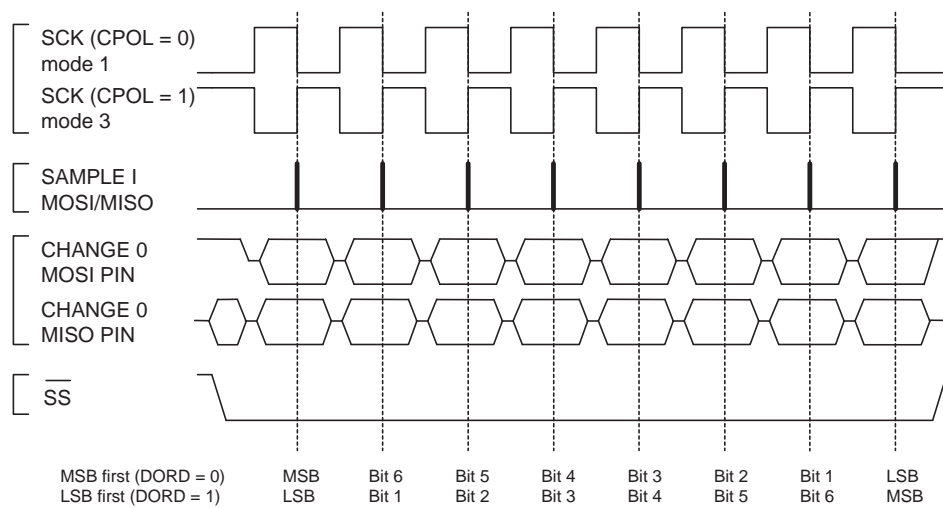 SCK (CPOL = 0)
mode 1
SCK (CPOL = 1)
mode 3
SAMPLE I
MOSI/MISO
CHANGE 0
MOSI PIN
CHANGE 0
MISO PIN
SS
MSB first (DORD = 0) MSB Bit 6 Bit 5 Bit 4 Bit 3 Bit 2 Bit 1 LSB
LSB first (DORD = 1) LSB Bit 1 Bit 2 Bit 3 Bit 4 Bit 5 Bit 6 MSB